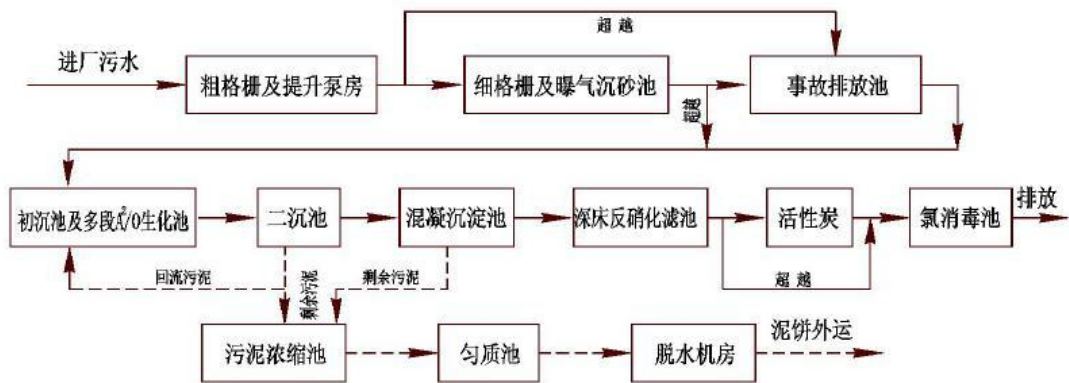 超越
进厂污水
粗格栅及提升泵房
细格栅及曝气沉砂池
超越
事故排放池
初沉池及多段A²/O生化池
二沉池
混凝沉淀池
深床反硝化滤池
活性炭
氯消毒池
排放
回流污泥
剩余污泥
剩余污泥
超越
污泥浓缩池
匀质池
脱水机房
泥饼外运